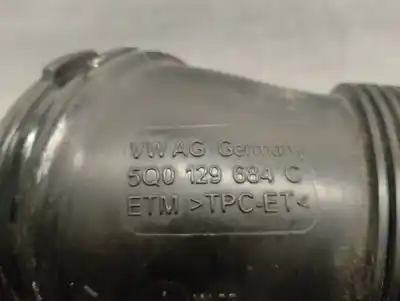 VW AG Germany
5Q0 129 684 C
ETM >TPC-ET<